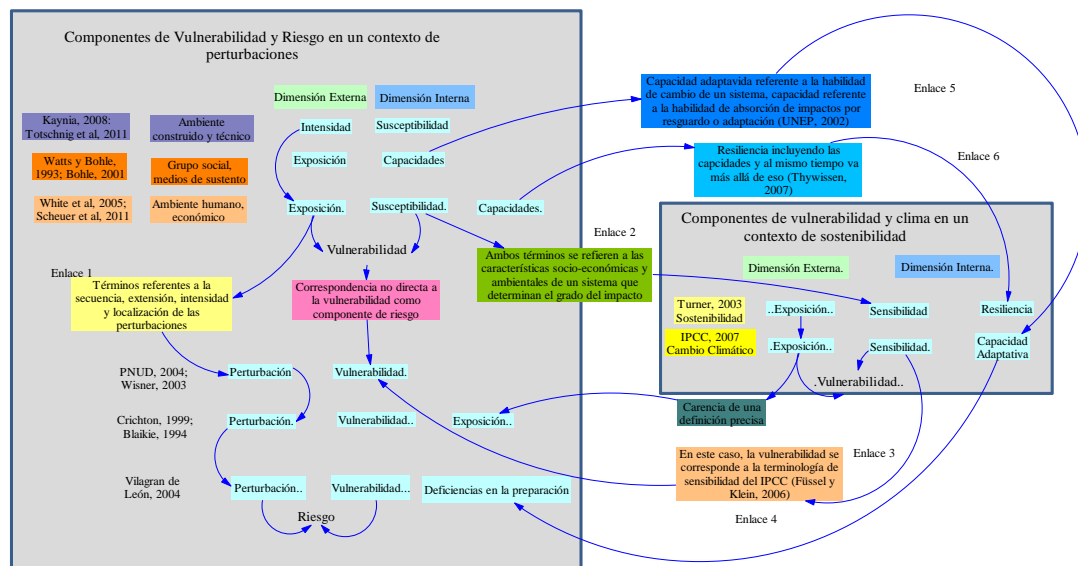 Componentes de Vulnerabilidad y Riesgo en un contexto de
perturbaciones
Dimensión Externa
Dimensión Interna
Kaynia, 2008:
Totschnig et al, 2011
Ambiente
construido y técnico
Intensidad
Susceptibilidad
Watts y Bohle,
1993; Bohle, 2001
Grupo social,
medios de sustento
Exposición
Capacidades
White et al, 2005;
Scheuer et al, 2011
Ambiente humano,
económico
Exposición.
Susceptibilidad.
Capacidades.
Vulnerabilidad
Enlace 1
Términos referentes a la
secuencia, extensión, intensidad
y localización de las
perturbaciones
Correspondencia no directa a
la vulnerabilidad como
componente de riesgo
Enlace 2
Ambos términos se refieren a las
características socio-económicas y
ambientales de un sistema que
determinan el grado del impacto
PNUD, 2004;
Wisner, 2003
Perturbación
Vulnerabilidad.
Crichton, 1999;
Blaikie, 1994
Perturbación.
Vulnerabilidad..
Exposición..
Vilagran de
León, 2004
Perturbación..
Vulnerabilidad...
Deficiencias en la preparación
Riesgo
Capacidad adaptavida referente a la habilidad
de cambio de un sistema, capacidad referente
a la habilidad de absorción de impactos por
resguardo o adaptación (UNEP, 2002)
Enlace 5
Resiliencia incluyendo las
capcidades y al mismo tiempo va
más allá de eso (Thywissen,
2007)
Enlace 6
Componentes de vulnerabilidad y clima en un
contexto de sostenibilidad
Dimensión Externa.
Dimensión Interna.
Turner, 2003
Sostenibilidad
..Exposición..
Sensibilidad
Resiliencia
IPCC, 2007
Cambio Climático
.Exposición..
Sensibilidad.
Capacidad
Adaptativa
.Vulnerabilidad..
Carencia de una
definición precisa
En este caso, la vulnerabilidad se
corresponde a la terminología de
sensibilidad del IPCC (Füssel y
Klein, 2006)
Enlace 3
Enlace 4